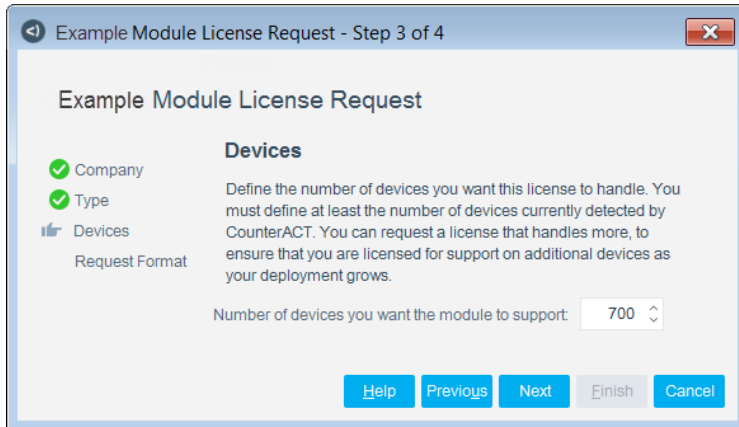 Example Module License Request - Step 3 of 4
Example Module License Request
Company
Type
Devices
Request Format
Devices
Define the number of devices you want this license to handle. You
must define at least the number of devices currently detected by
CounterACT. You can request a license that handles more, to
ensure that you are licensed for support on additional devices as
your deployment grows.
Number of devices you want the module to support: 700
Help Previous Next Finish Cancel